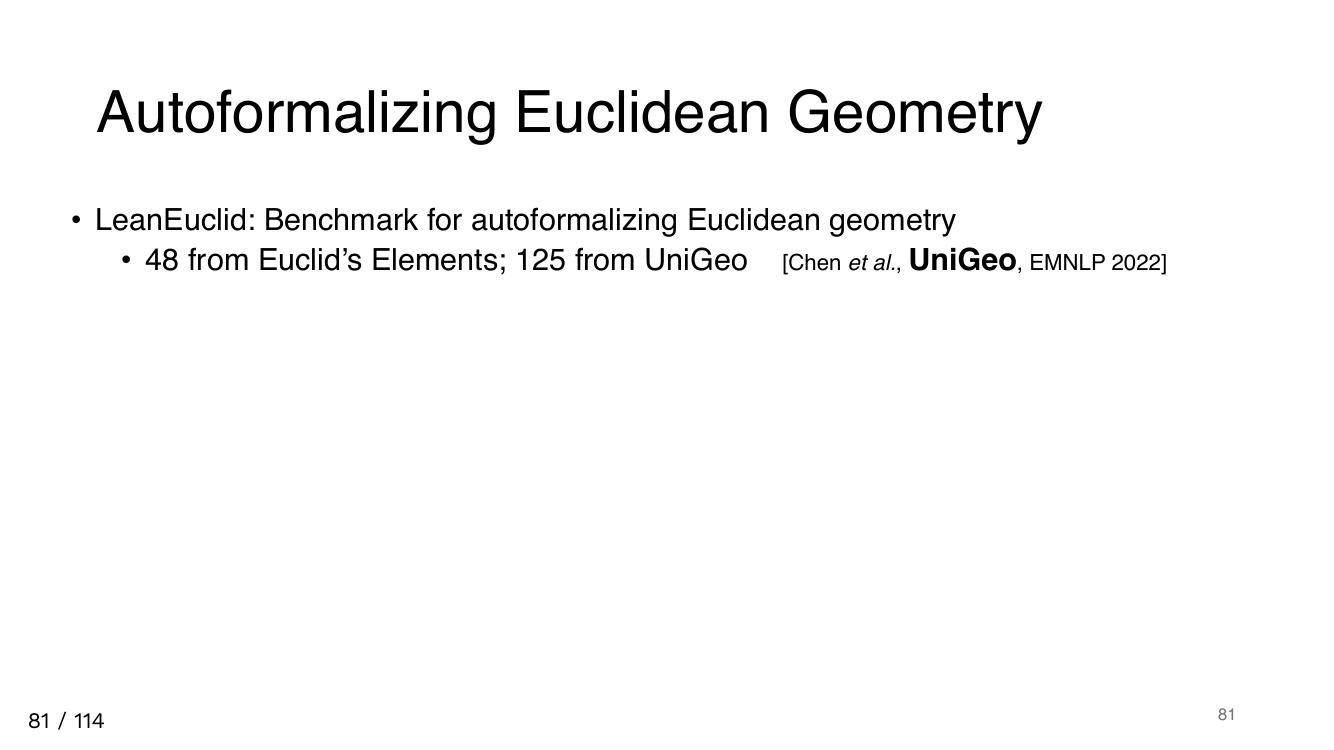 Autoformalizing Euclidean Geometry
• LeanEuclid: Benchmark for autoformalizing Euclidean geometry
• 48 from Euclid’s Elements; 125 from UniGeo [Chen et al., UniGeo, EMNLP 2022]
81 / 114
81